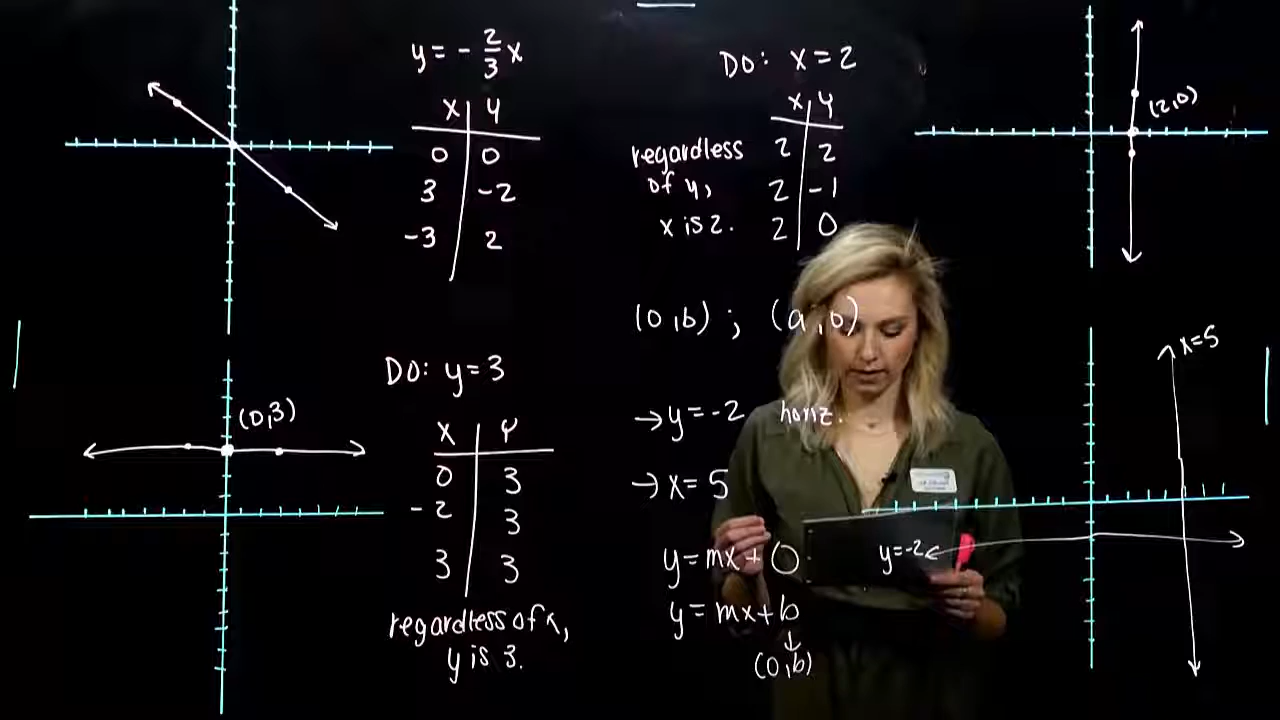 y = - 2/3 x
x | y
0 | 0
3 | -2
-3 | 2
DO: x = 2
x | y
2 | 2
2 | -1
2 | 0
regardless
of y,
x is 2.
(2,0)
(0,b) ; (a,0)
DO: y = 3
x | y
0 | 3
-2 | 3
3 | 3
regardless of x,
y is 3.
(0,3)
→ y = -2 horiz.
→ x = 5
y = mx + 0
y = mx + b
↓
(0,b)
x=5
y=-2